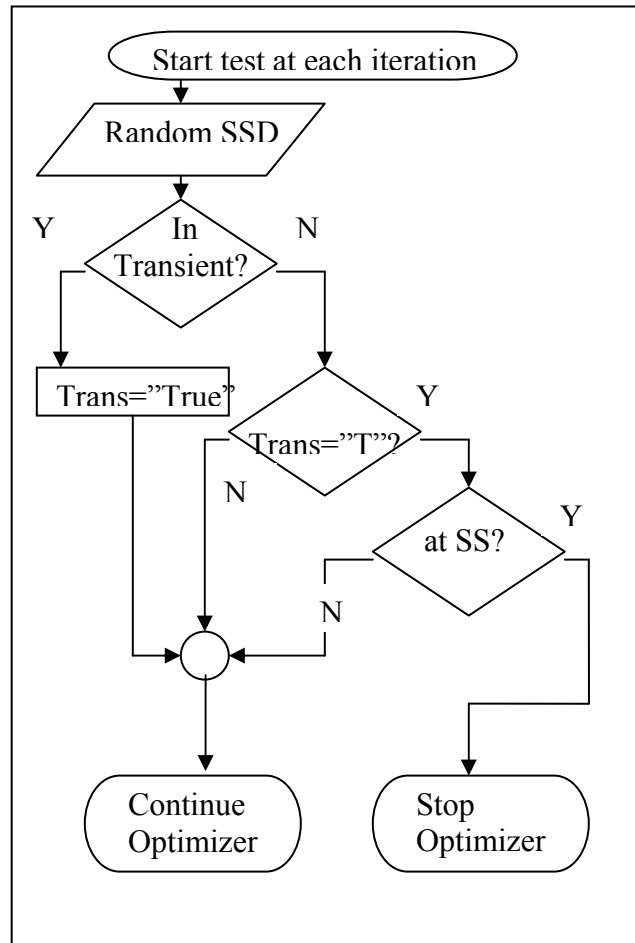 Start test at each iteration
Random SSD
Y
In
N
Transient?
Trans=”True”
Y
Trans=”T”?
N
Y
at SS?
N
Continue
Optimizer
Stop
Optimizer